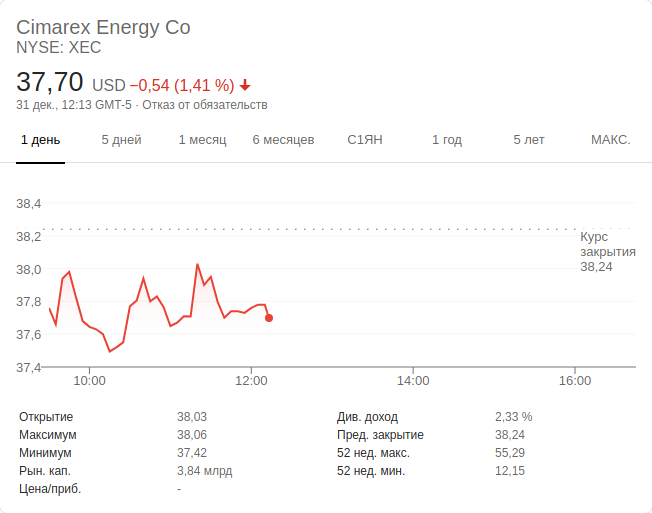 Cimarex Energy Co
NYSE: XEC
37,70 USD −0,54 (1,41 %)
31 дек., 12:13 GMT-5 · Отказ от обязательств
1 день 5 дней 1 месяц 6 месяцев С1ЯН 1 год 5 лет МАКС.
38,4
38,2
Курс
закрытия
38,24
38,0
37,8
37,6
37,4
10:00 12:00 14:00 16:00
Открытие 38,03 Див. доход 2,33 %
Максимум 38,06 Пред. закрытие 38,24
Минимум 37,42 52 нед. макс. 55,29
Рын. кап. 3,84 млрд 52 нед. мин. 12,15
Цена/приб. -